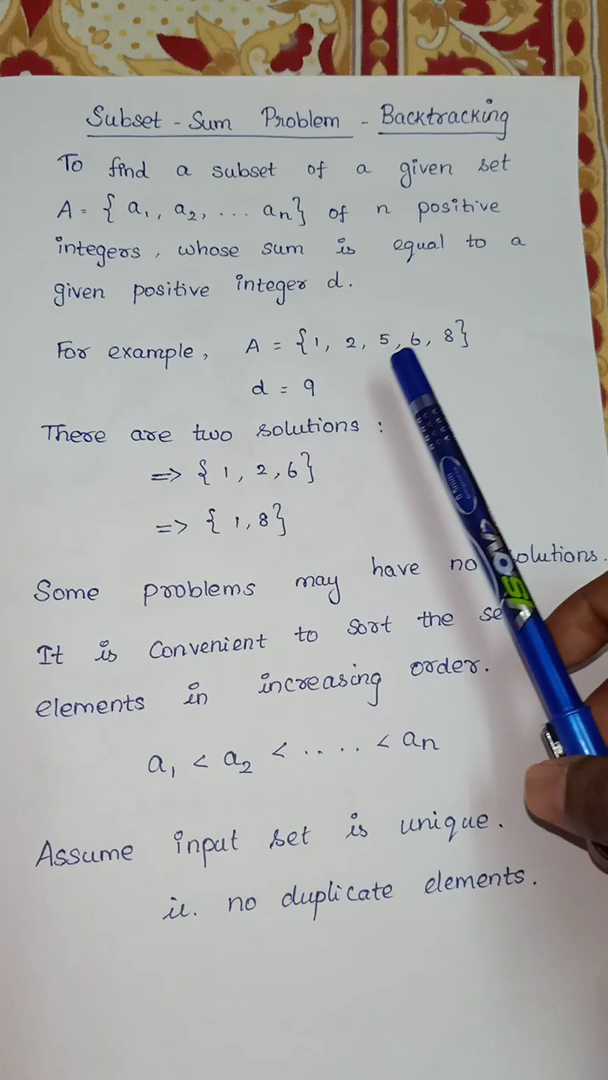 Subset - Sum Problem - Backtracking
To find a subset of a given set
A = { a1, a2, ... an} of n positive
integers, whose sum is equal to a
given positive integer d.
For example, A = {1, 2, 5, 6, 8}
d = 9
There are two solutions :
=> { 1, 2, 6}
=> { 1, 8}
Some problems may have no solutions.
It is convenient to sort the se
elements in increasing order.
a1 < a2 < .... < an
Assume input set is unique.
ie. no duplicate elements.